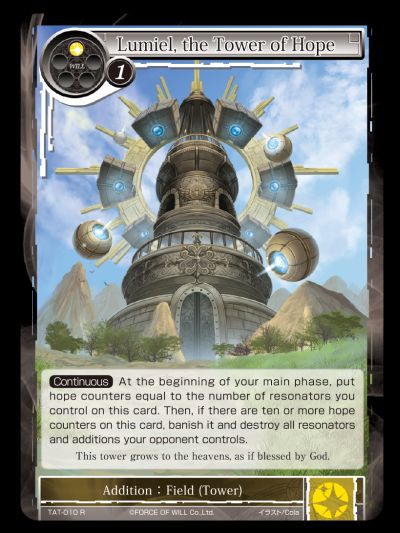 Lumiel, the Tower of Hope
WILL
1
Continuous At the beginning of your main phase, put
hope counters equal to the number of resonators you
control on this card. Then, if there are ten or more hope
counters on this card, banish it and destroy all resonators
and additions your opponent controls.
This tower grows to the heavens, as if blessed by God.
Addition : Field (Tower)
TAT-010 R ©FORCE OF WILL Co.,Ltd. イラスト/Cola